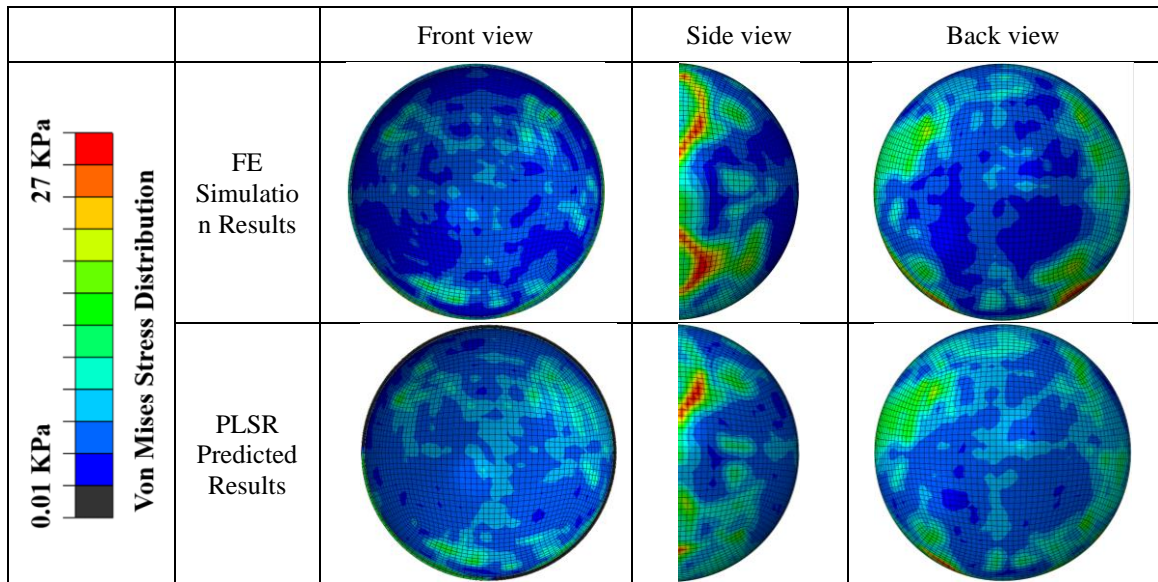 Front view
Side view
Back view
27 KPa
0.01 KPa
Von Mises Stress Distribution
FE
Simulatio
n Results
PLSR
Predicted
Results